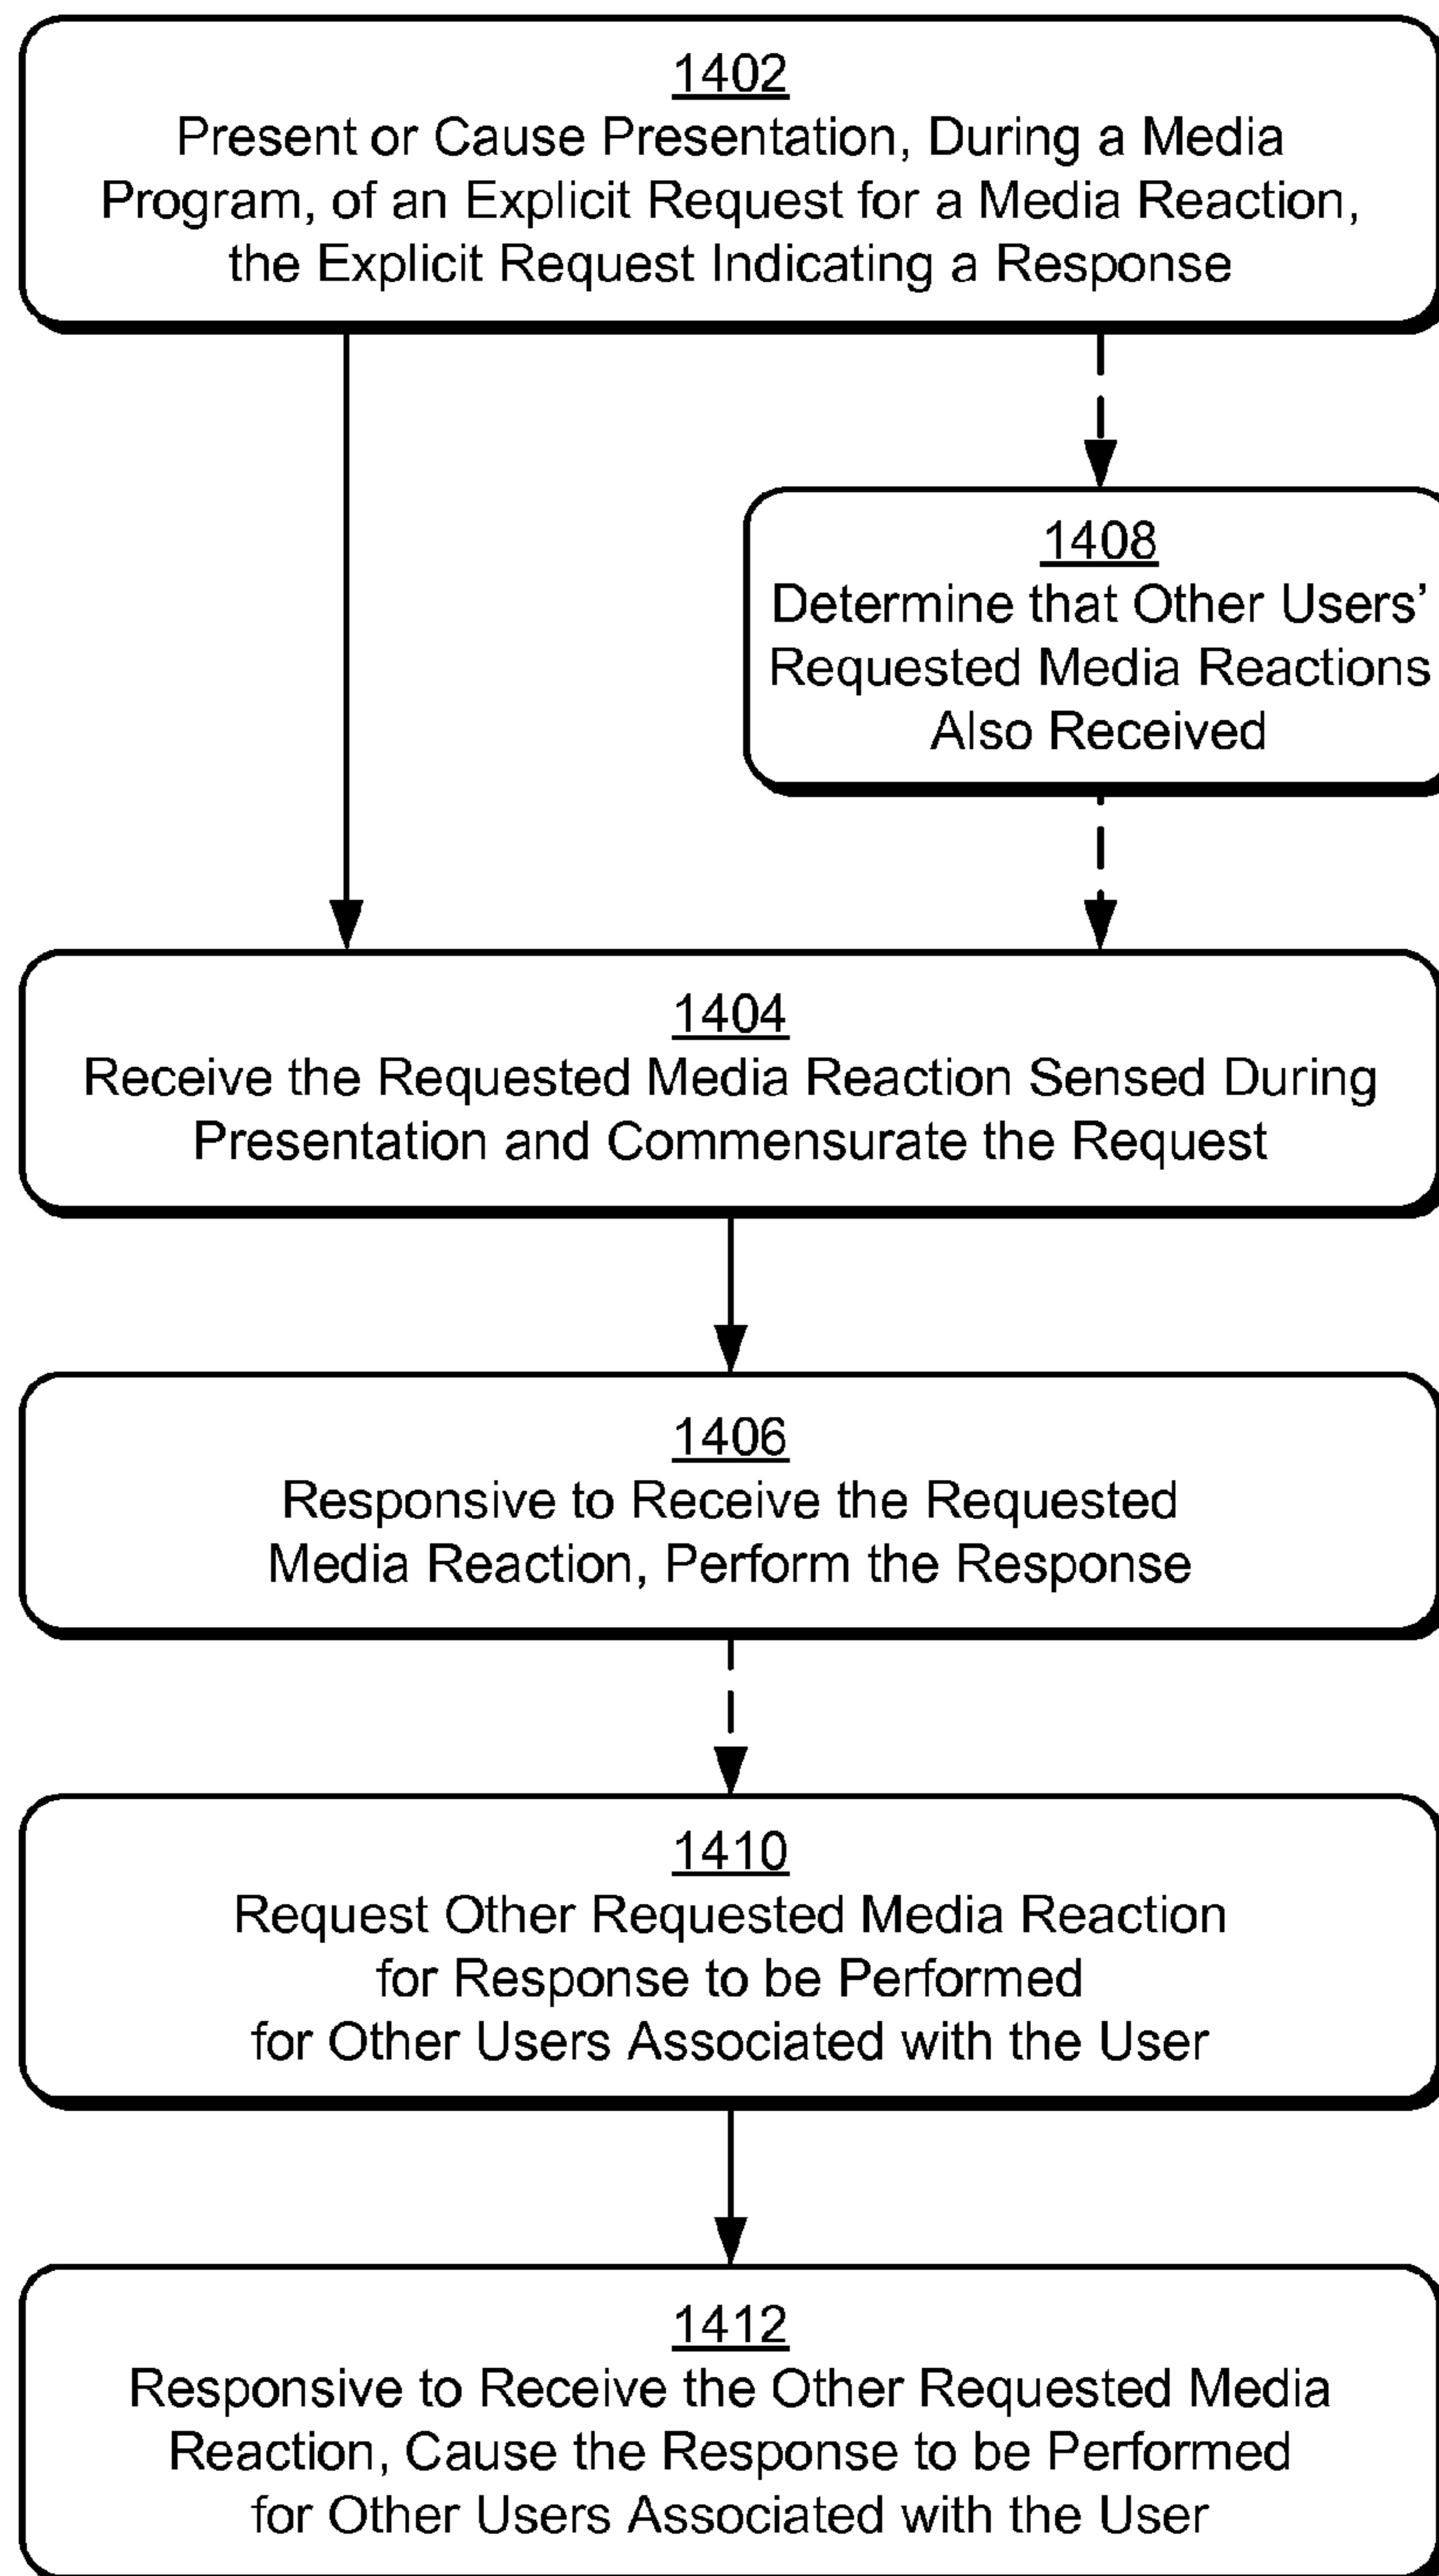 1402
Present or Cause Presentation, During a Media
Program, of an Explicit Request for a Media Reaction,
the Explicit Request Indicating a Response
1408
Determine that Other Users’
Requested Media Reactions
Also Received
1404
Receive the Requested Media Reaction Sensed During
Presentation and Commensurate the Request
1406
Responsive to Receive the Requested
Media Reaction, Perform the Response
1410
Request Other Requested Media Reaction
for Response to be Performed
for Other Users Associated with the User
1412
Responsive to Receive the Other Requested Media
Reaction, Cause the Response to be Performed
for Other Users Associated with the User